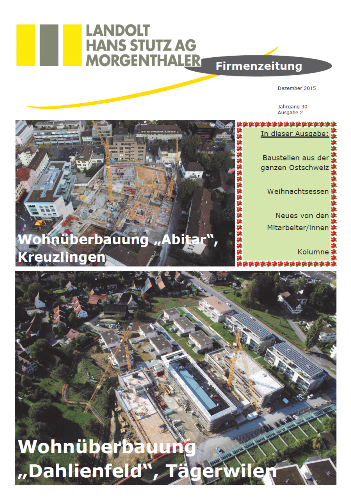 LANDOLT
HANS STUTZ AG
MORGENTHALER
Firmenzeitung
Dezember 2015
Jahrgang 30
Ausgabe 2
In dieser Ausgabe:
Baustellen aus der
ganzen Ostschweiz
Weihnachtsessen
Neues von den
Mitarbeiter/innen
Kolumne
Wohnüberbauung „Abitar“,
Kreuzlingen
Wohnüberbauung
„Dahlienfeld“, Tägerwilen